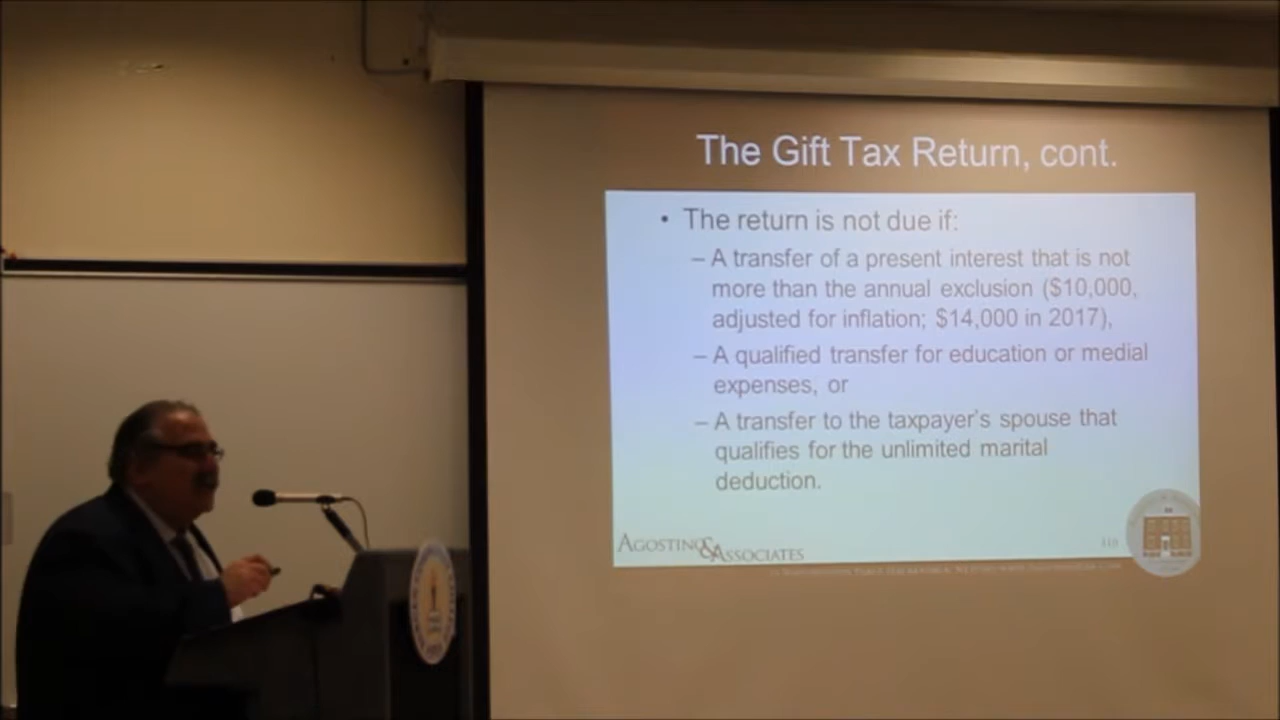 The Gift Tax Return, cont.
• The return is not due if:
– A transfer of a present interest that is not
more than the annual exclusion ($10,000,
adjusted for inflation; $14,000 in 2017),
– A qualified transfer for education or medial
expenses, or
– A transfer to the taxpayer's spouse that
qualifies for the unlimited marital
deduction.
AGOSTINO & ASSOCIATES